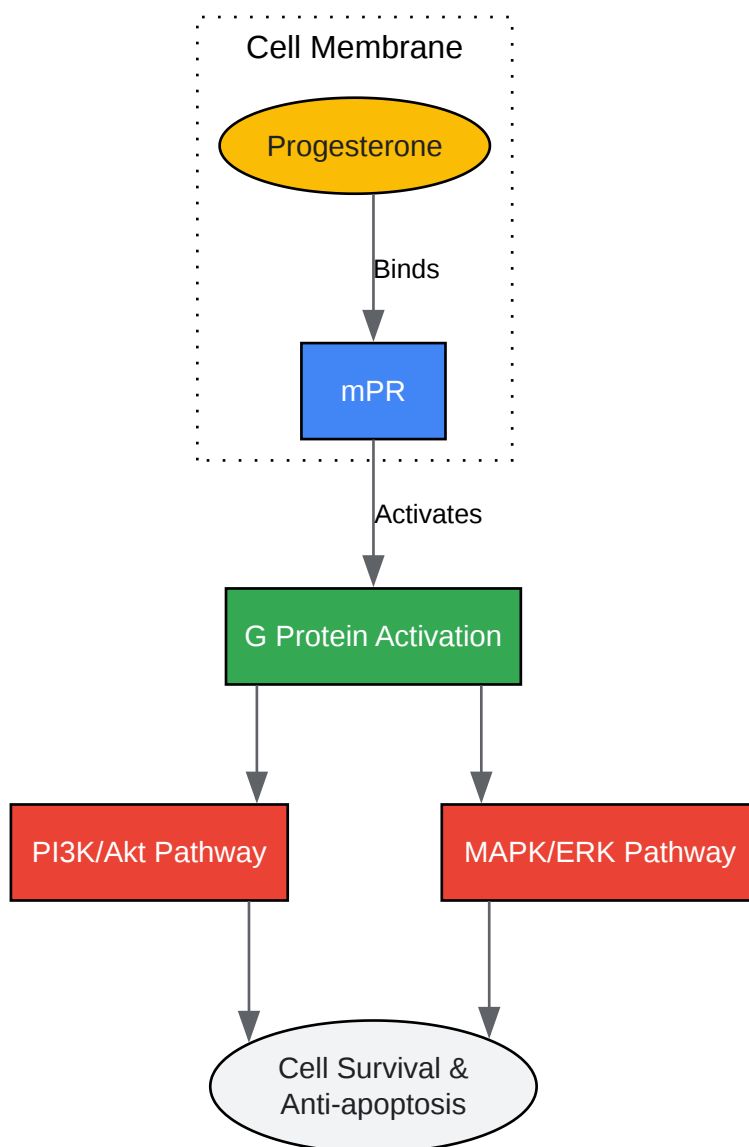 Cell Membrane
Progesterone
Binds
mPR
Activates
G Protein Activation
PI3K/Akt Pathway
MAPK/ERK Pathway
Cell Survival &
Anti-apoptosis